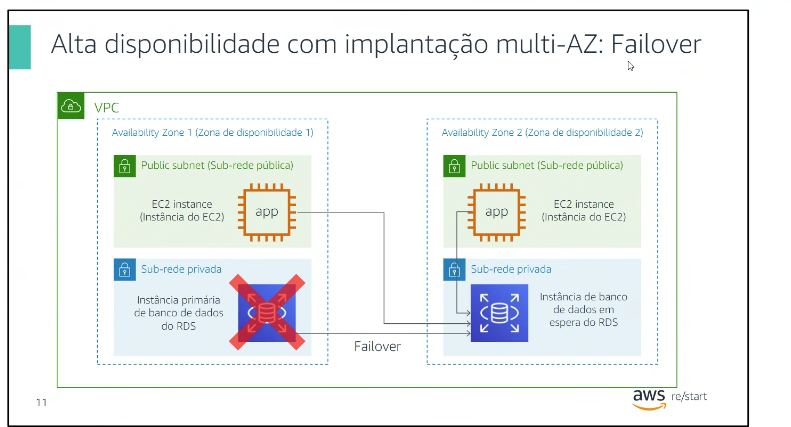 Alta disponibilidade com implantação multi-AZ: Failover
VPC
Availability Zone 1 (Zona de disponibilidade 1)
Public subnet (Sub-rede pública)
EC2 instance
(Instância do EC2)
app
Sub-rede privada
Instância primária
de banco de dados
do RDS
Failover
Availability Zone 2 (Zona de disponibilidade 2)
Public subnet (Sub-rede pública)
app
EC2 instance
(Instância do EC2)
Sub-rede privada
Instância de banco
de dados em
espera do RDS
11
aws re/start